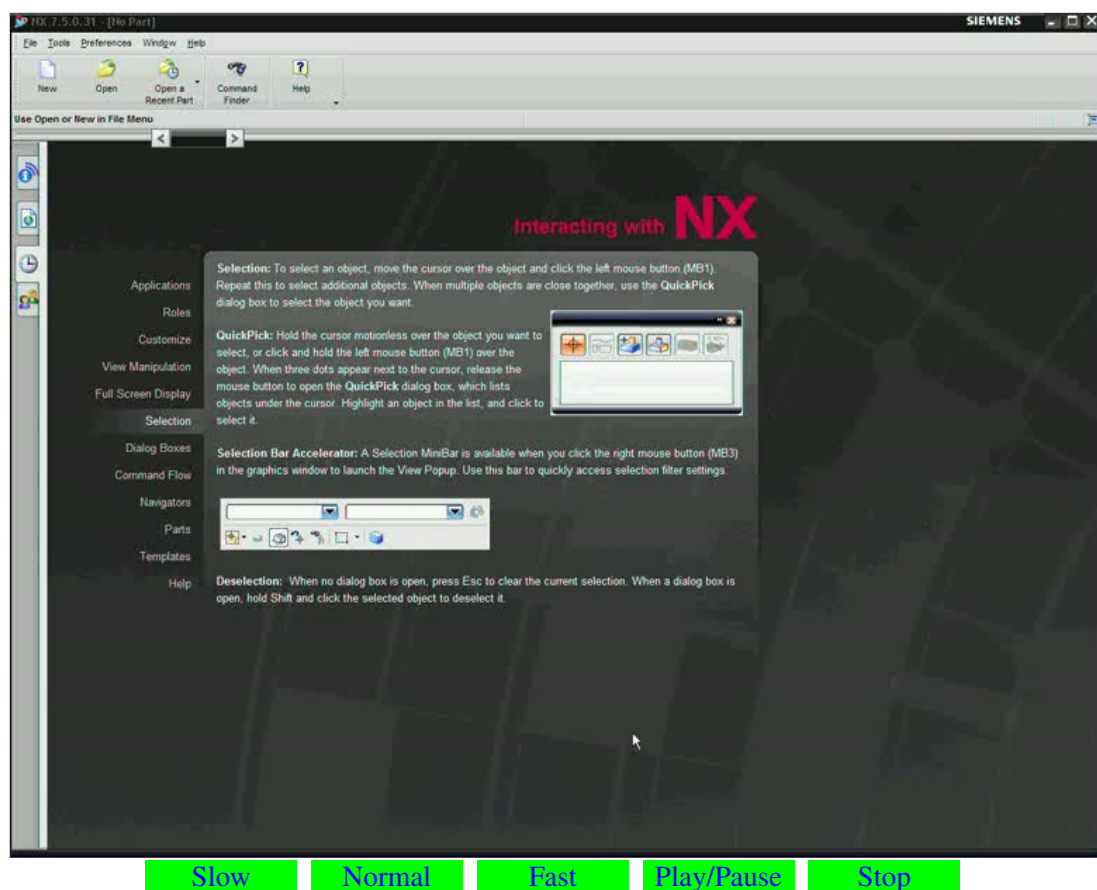 NX 7.5.0.31 - [No Part]
SIEMENS
File Tools Preferences Window Help
New
Open
Open a
Recent Part
Command
Finder
Help
Use Open or New in File Menu
Interacting with NX
Applications
Roles
Customize
View Manipulation
Full Screen Display
Selection
Dialog Boxes
Command Flow
Navigators
Parts
Templates
Help
Selection: To select an object, move the cursor over the object and click the left mouse button (MB1).
Repeat this to select additional objects. When multiple objects are close together, use the QuickPick
dialog box to select the object you want.
QuickPick: Hold the cursor motionless over the object you want to
select, or click and hold the left mouse button (MB1) over the
object. When three dots appear next to the cursor, release the
mouse button to open the QuickPick dialog box, which lists
objects under the cursor. Highlight an object in the list, and click to
select it.
Selection Bar Accelerator: A Selection MiniBar is available when you click the right mouse button (MB3)
in the graphics window to launch the View Popup. Use this bar to quickly access selection filter settings.
Deselection: When no dialog box is open, press Esc to clear the current selection. When a dialog box is
open, hold Shift and click the selected object to deselect it.
Slow Normal Fast Play/Pause Stop